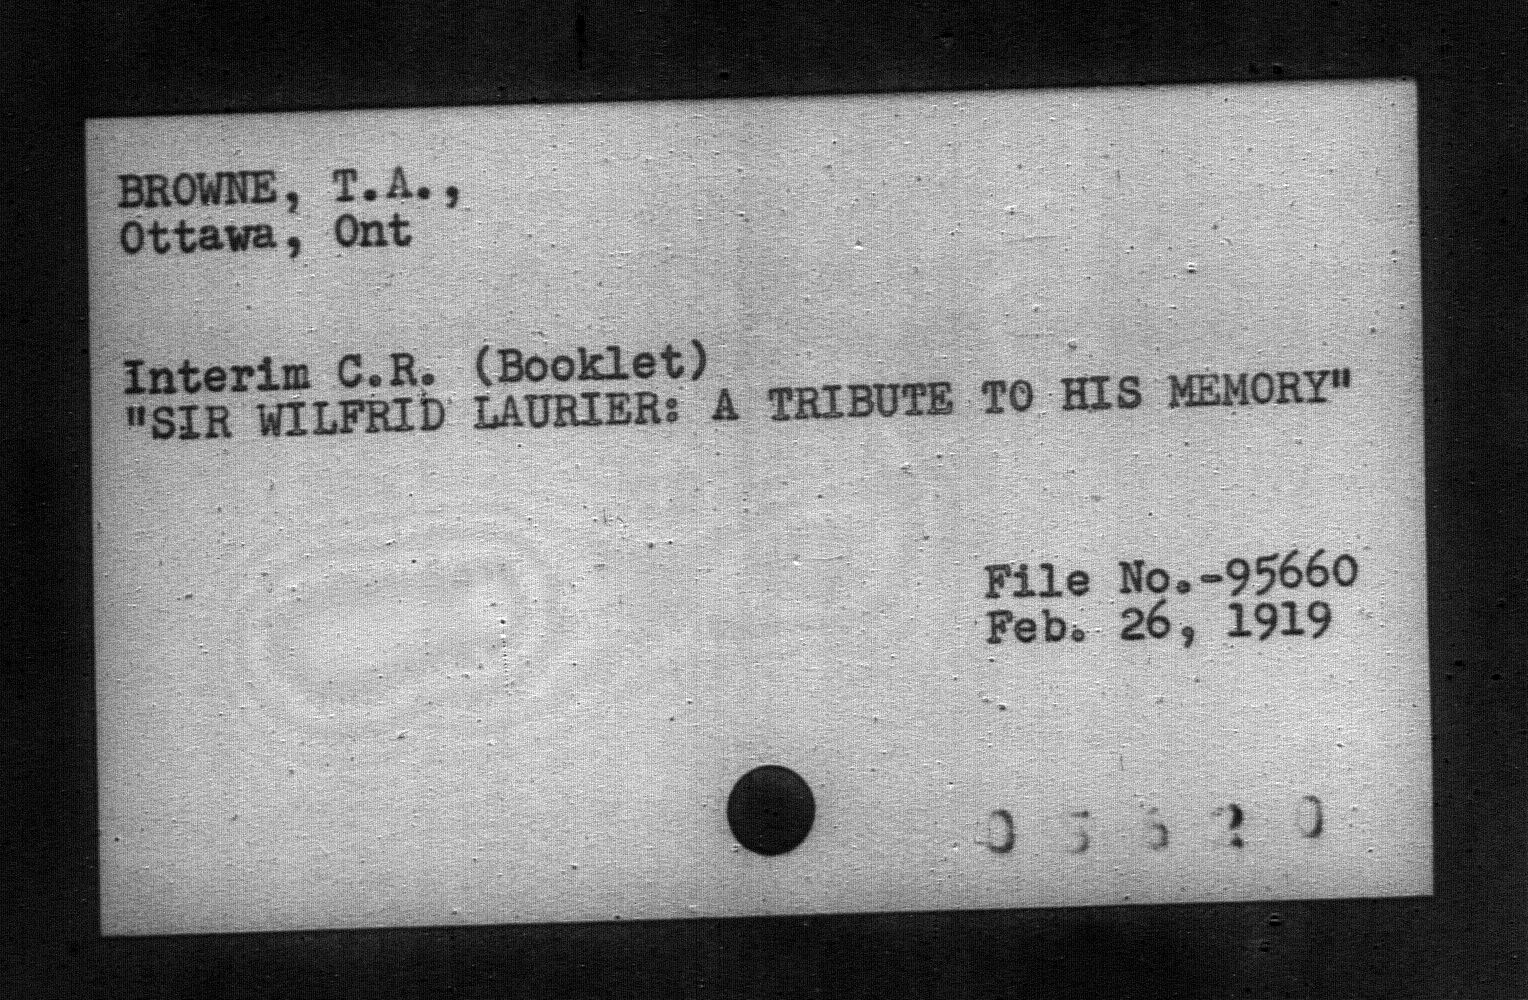 BROWNE, T.A.,
Ottawa, Ont
Interim C.R. (Booklet)
"SIR WILFRID LAURIER: A TRIBUTE TO HIS MEMORY"
File No.-95660
Feb. 26, 1919